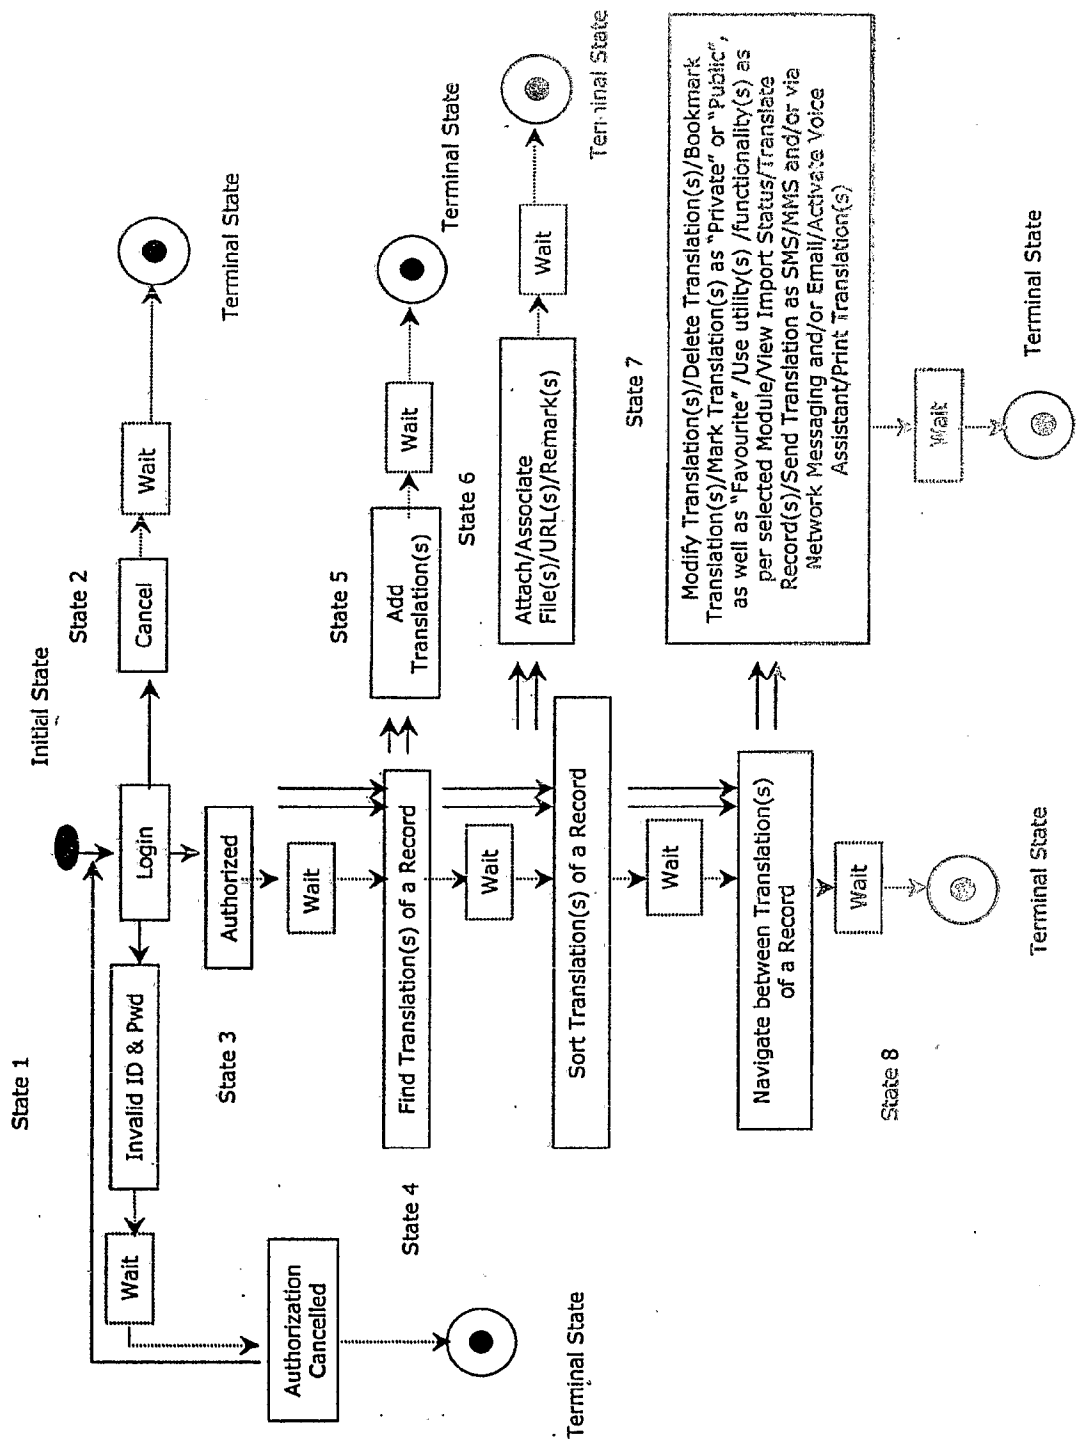 Initial State
State 1
Login
State 2
Cancel
Wait
Terminal State
Invalid ID & Pwd
Wait
Authorization
Cancelled
Terminal State
State 3
Authorized
Wait
State 4
Find Translation(s) of a Record
State 5
Add
Translation(s)
Wait
Terminal State
Wait
Sort Translation(s) of a Record
State 6
Attach/Associate
File(s)/URL(s)/Remark(s)
Wait
Terminal State
Wait
Navigate between Translation(s)
of a Record
State 7
Modify Translation(s)/Delete Translation(s)/Bookmark
Translation(s)/Mark Translation(s) as "Private" or "Public",
as well as "Favourite"/Use utility(s) /functionality(s) as
per selected Module/View Import Status/Translate
Record(s)/Send Translation as SMS/MMS and/or via
Network Messaging and/or Email/Activate Voice
Assistant/Print Translation(s)
Wait
Terminal State
State 8
Wait
Terminal State